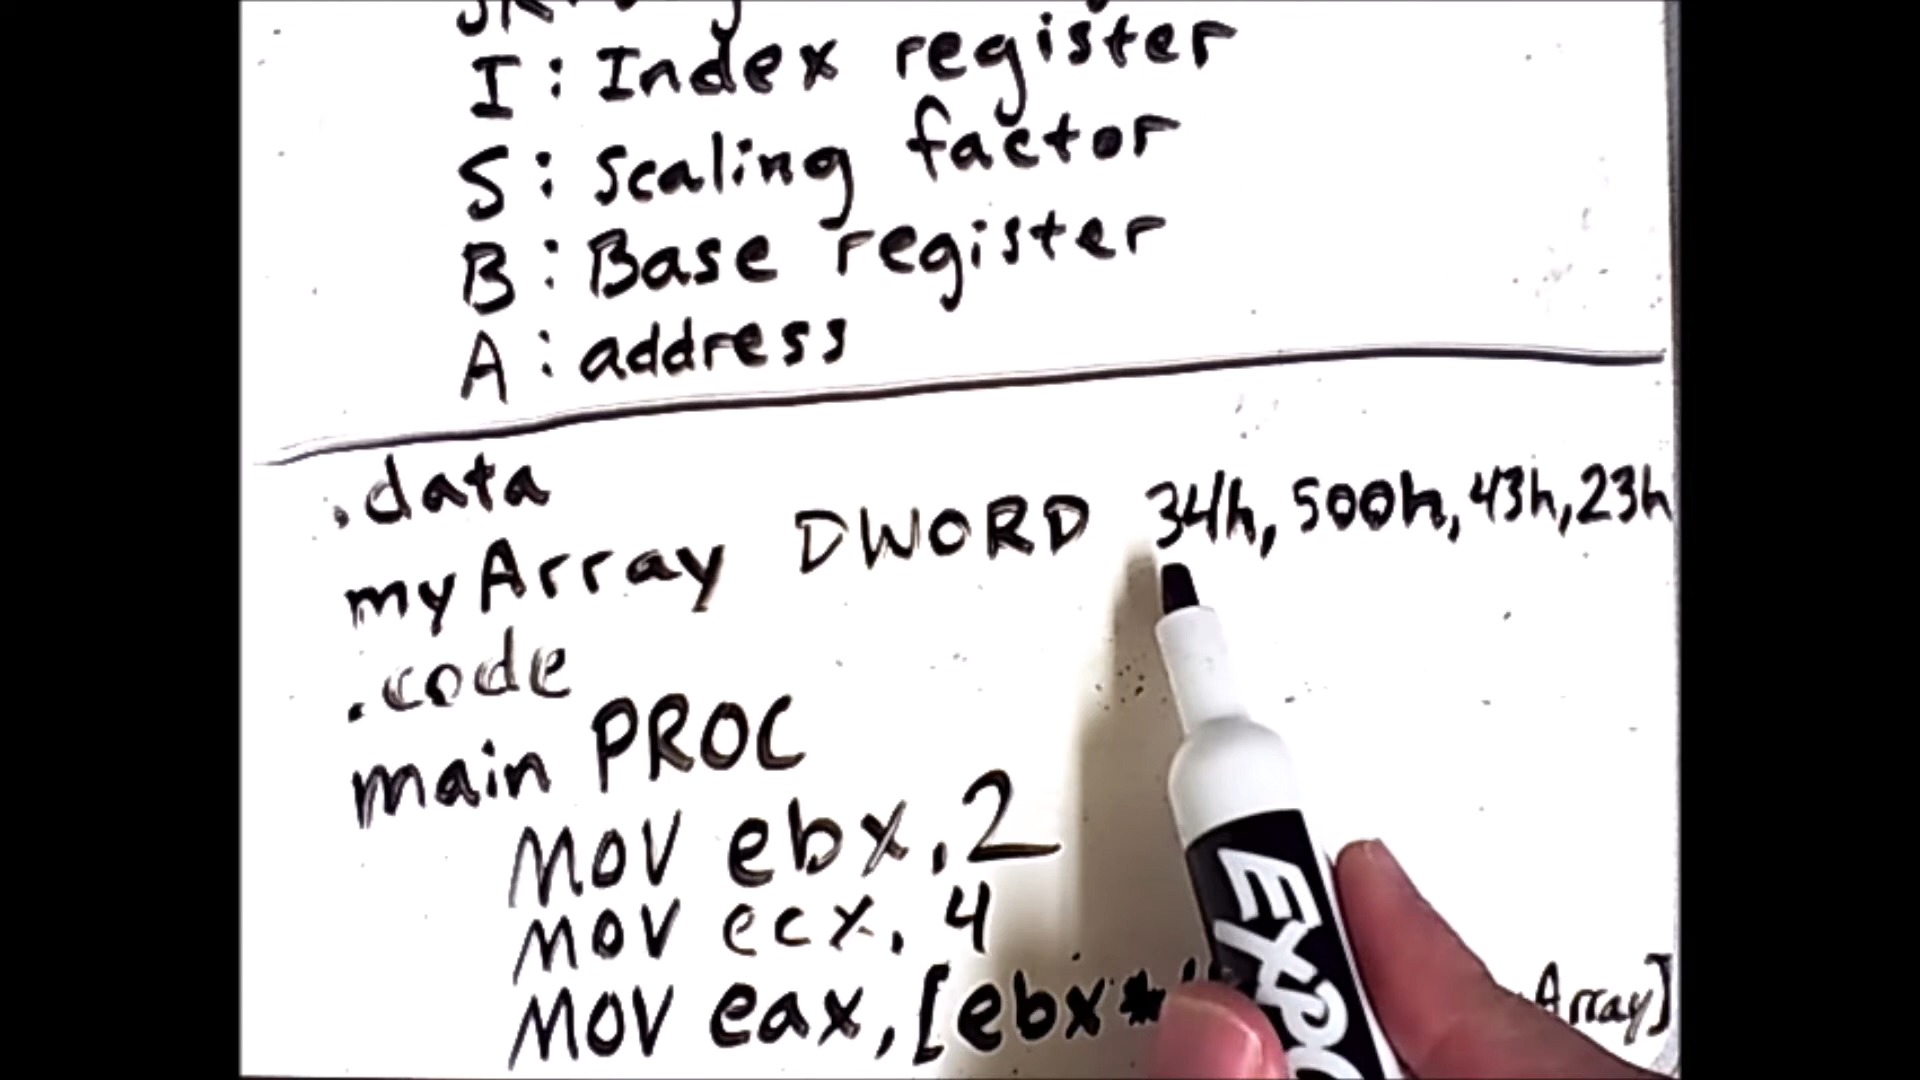 I: Index register
S: Scaling factor
B: Base register
A: address
.data
myArray DWORD 34h, 500h, 43h, 23h
.code
main PROC
MOV ebx, 2
MOV ecx, 4
MOV eax, [ebx* Array]
EXPO